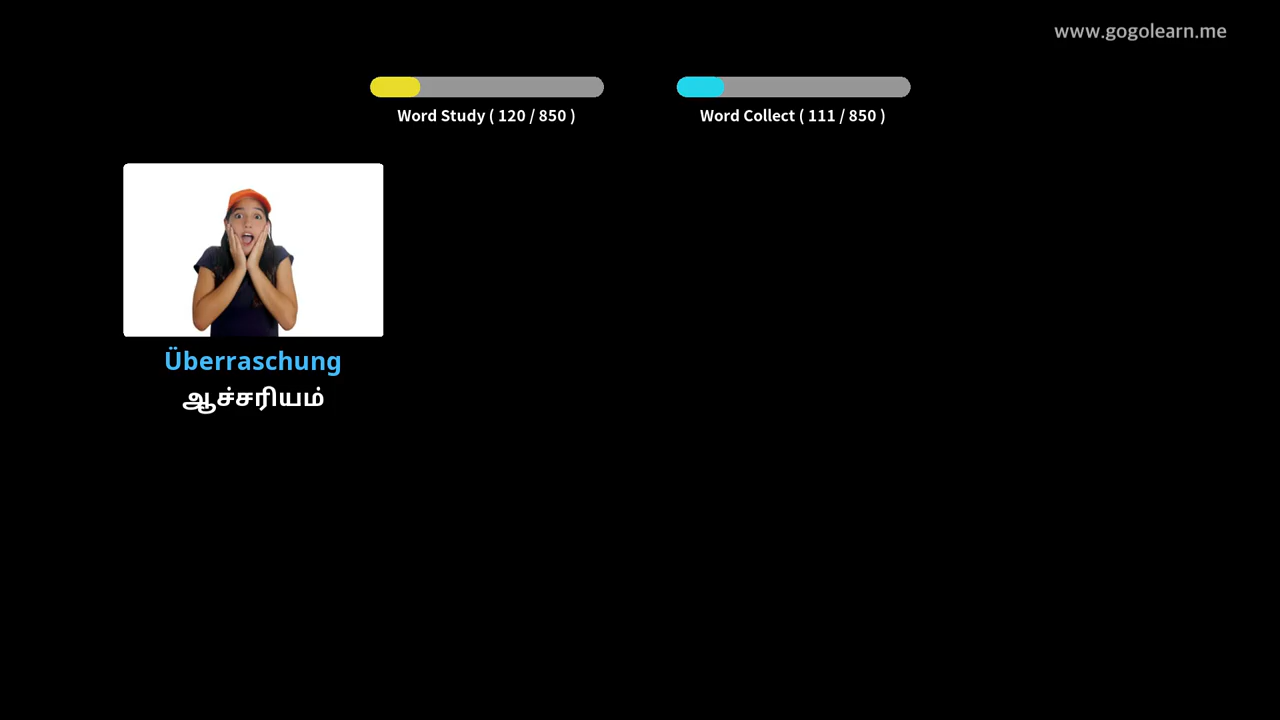 www.gogolearn.me
Word Study ( 120 / 850 )
Word Collect ( 111 / 850 )
Überraschung
ஆச்சரியம்